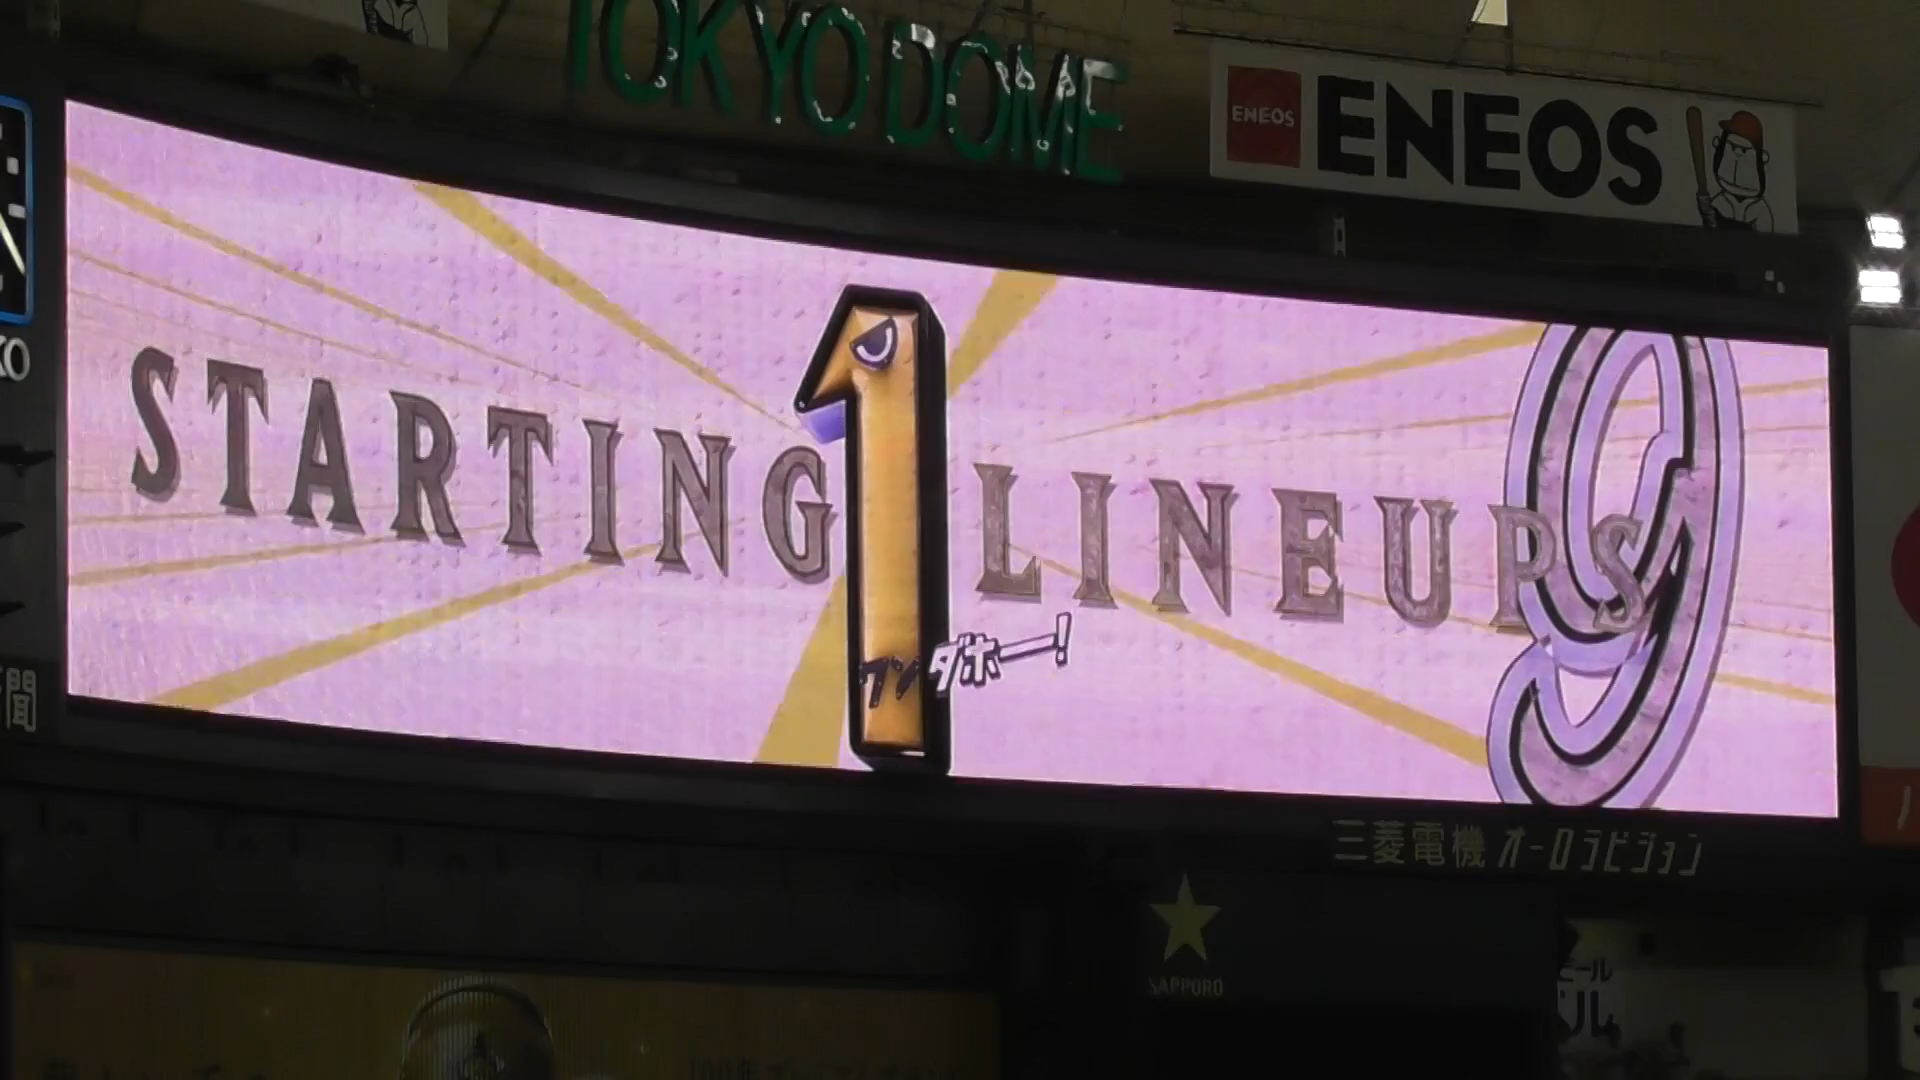 TOKYO DOME
ENEOS
ENEOS
STARTING 1 LINEUPS 9
ワンダホー!
三菱電機 オーロラビジョン
SAPPORO
聞